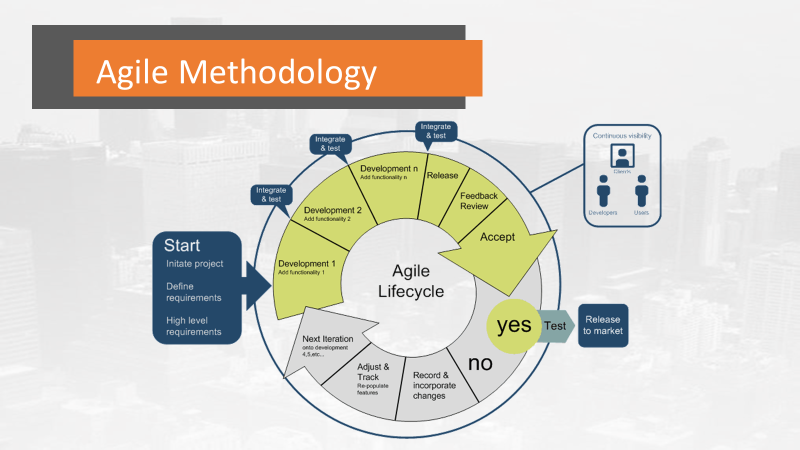 Agile Methodology
Integrate
& test
Integrate
& test
Integrate
& test
Continuous visibility
Clients
Developers
Users
Start
Initate project
Define
requirements
High level
requirements
Development 1
Add functionality 1
Development 2
Add functionality 2
Development n
Add functionality n
Release
Feedback
Review
Accept
Agile
Lifecycle
yes
Test
Release
to market
no
Record &
incorporate
changes
Adjust &
Track
Re-populate
features
Next Iteration
onto development
4,5,etc...